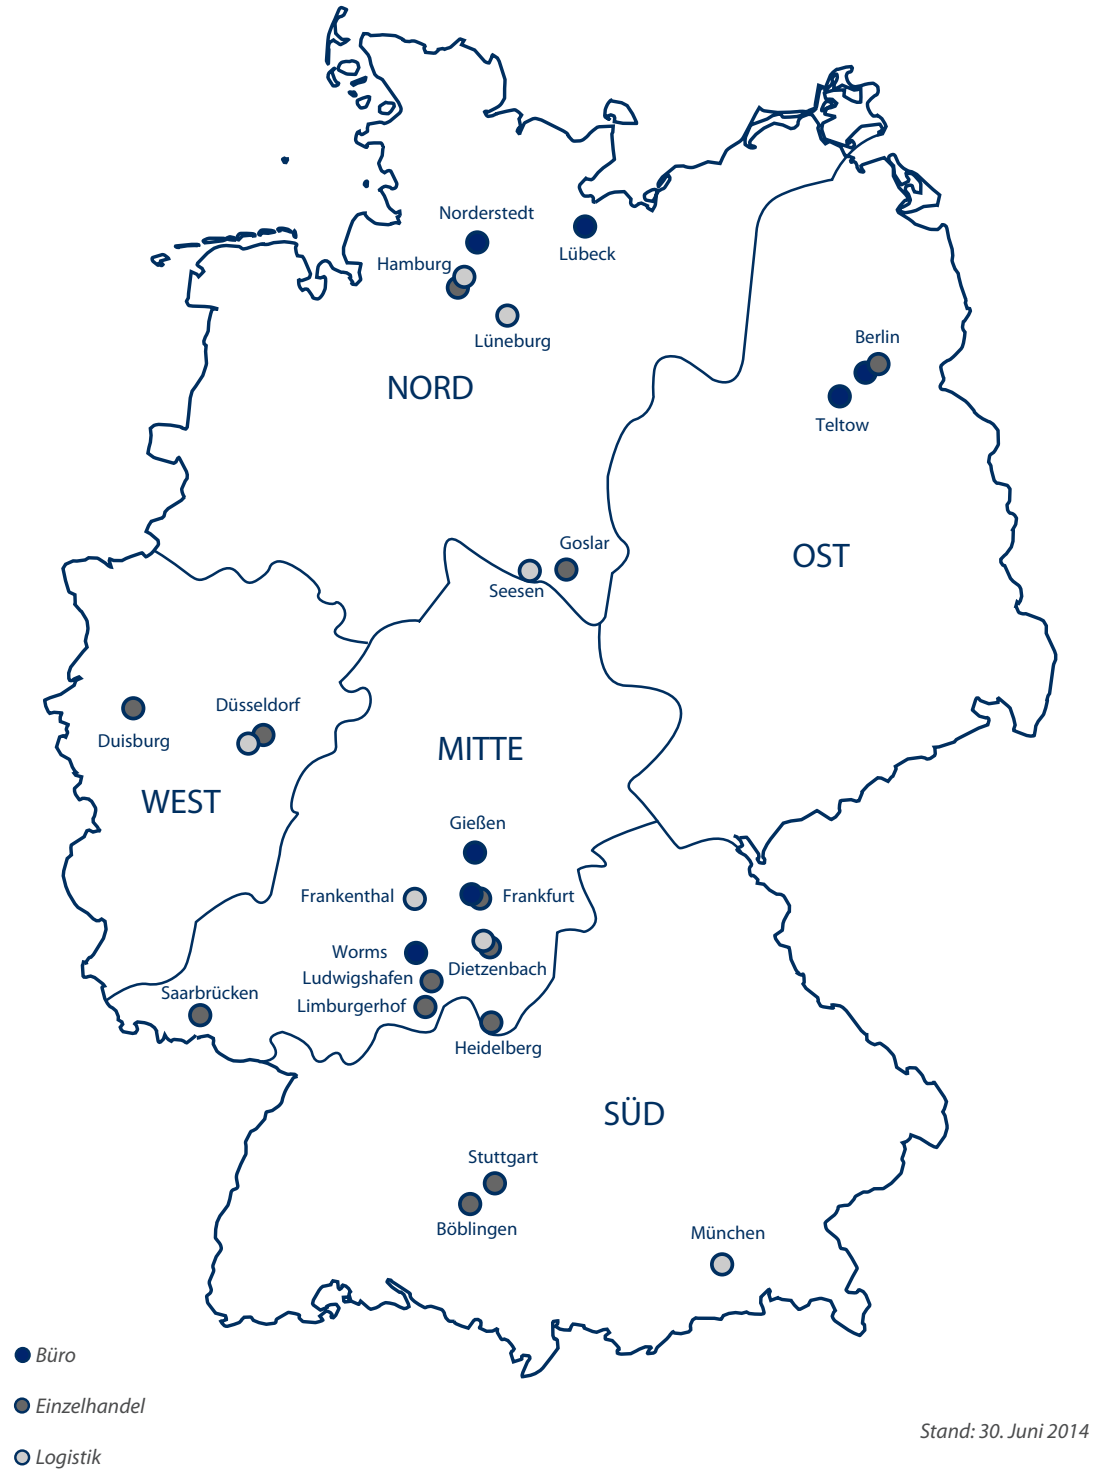 Norderstedt
Lübeck
Hamburg
Lüneburg
Berlin
NORD
Teltow
Goslar
OST
Seesen
Düsseldorf
Duisburg
MITTE
WEST
Gießen
Frankenthal
Frankfurt
Worms
Dietzenbach
Ludwigshafen
Saarbrücken
Limburgerhof
Heidelberg
SÜD
Stuttgart
Böblingen
München
Büro
Einzelhandel
Stand: 30. Juni 2014
Logistik